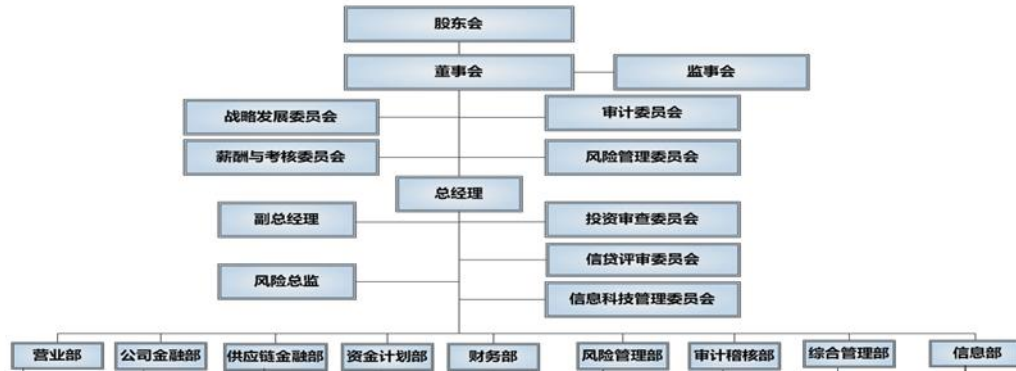 股东会
董事会
监事会
战略发展委员会
审计委员会
薪酬与考核委员会
风险管理委员会
总经理
副总经理
投资审查委员会
信贷评审委员会
风险总监
信息科技管理委员会
营业部
公司金融部
供应链金融部
资金计划部
财务部
风险管理部
审计稽核部
综合管理部
信息部